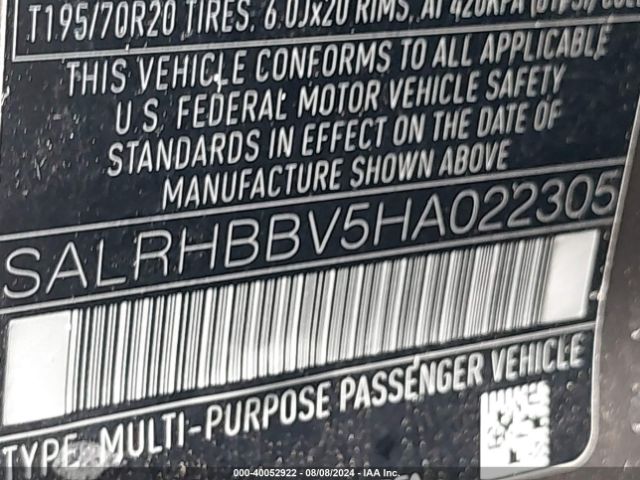 T195/70R20 TIRES. 6.0Jx20 RIMS, AT 420KPA
THIS VEHICLE CONFORMS TO ALL APPLICABLE
U.S. FEDERAL MOTOR VEHICLE SAFETY
STANDARDS IN EFFECT ON THE DATE OF
MANUFACTURE SHOWN ABOVE
SALRHBBV5HA022305
TYPE MULTI-PURPOSE PASSENGER VEHICLE
000-40052922 - 08/08/2024 - IAA Inc.